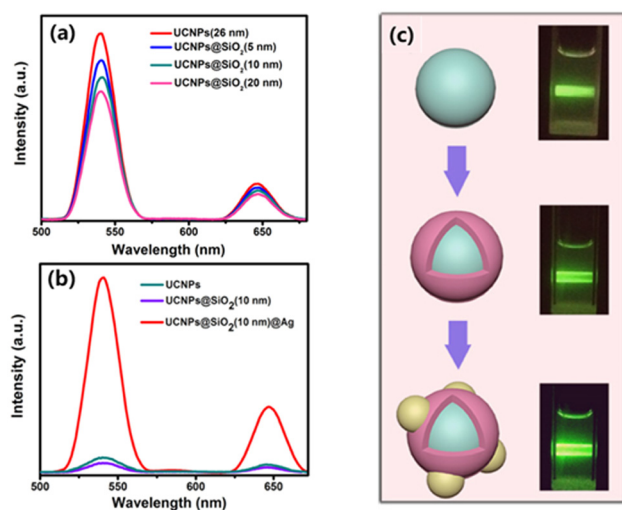 (a)
UCNPs(26 nm)
UCNPs@SiO₂(5 nm)
UCNPs@SiO₂(10 nm)
UCNPs@SiO₂(20 nm)
Intensity (a.u.)
500 550 600 650
Wavelength (nm)
(b)
UCNPs
UCNPs@SiO₂(10 nm)
UCNPs@SiO₂(10 nm)@Ag
Intensity (a.u.)
500 550 600 650
Wavelength (nm)
(c)